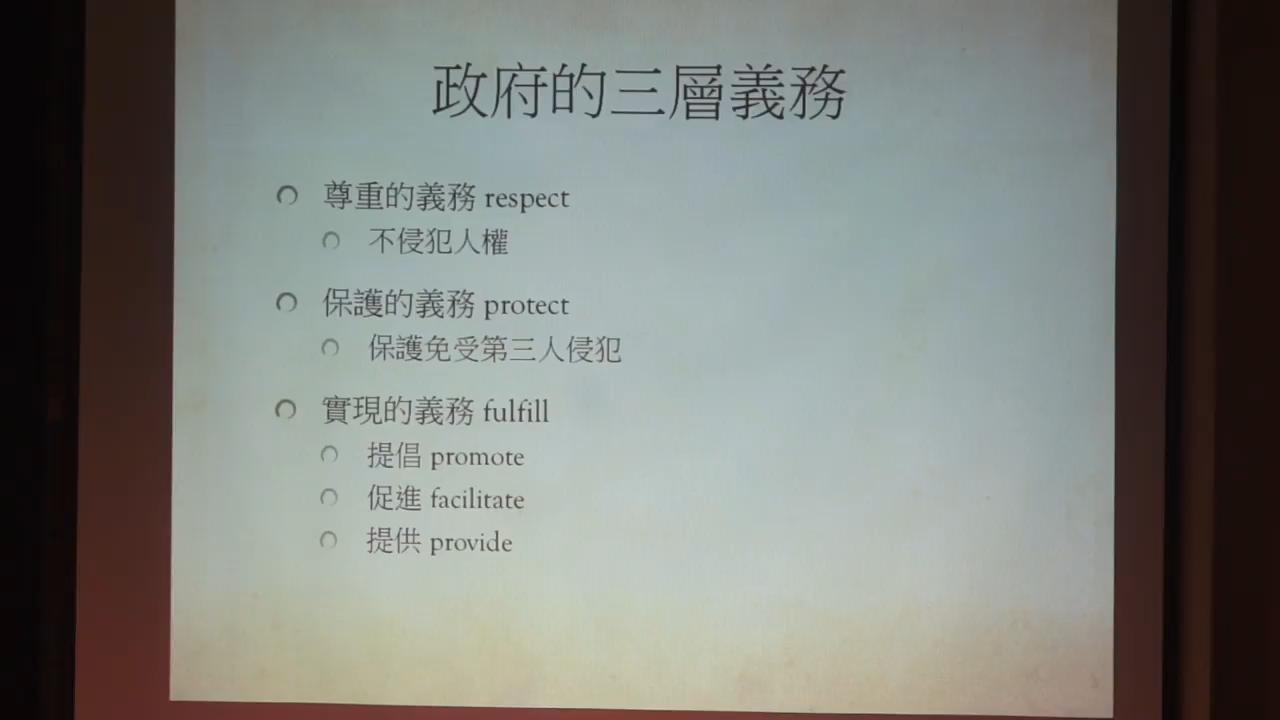 政府的三層義務
尊重的義務 respect
不侵犯人權
保護的義務 protect
保護免受第三人侵犯
實現的義務 fulfill
提倡 promote
促進 facilitate
提供 provide